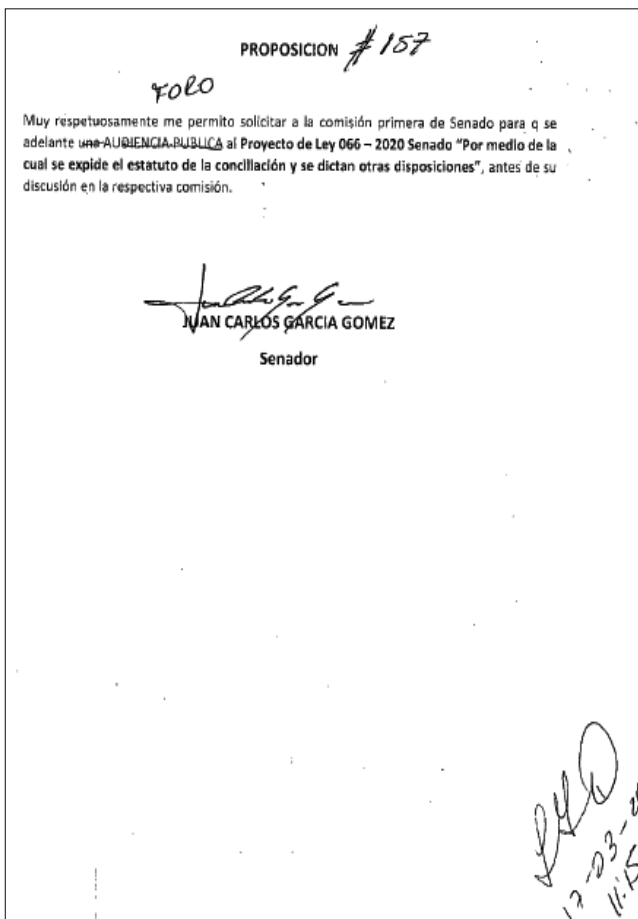 PROPOSICION # 157
FORO
Muy respetuosamente me permito solicitar a la comisión primera de Senado para q se
adelante una AUDIENCIA PUBLICA al Proyecto de Ley 066 – 2020 Senado "Por medio de la
cual se expide el estatuto de la conciliación y se dictan otras disposiciones", antes de su
discusión en la respectiva comisión.
JUAN CARLOS GARCIA GOMEZ
Senador
17-03-2
11:15